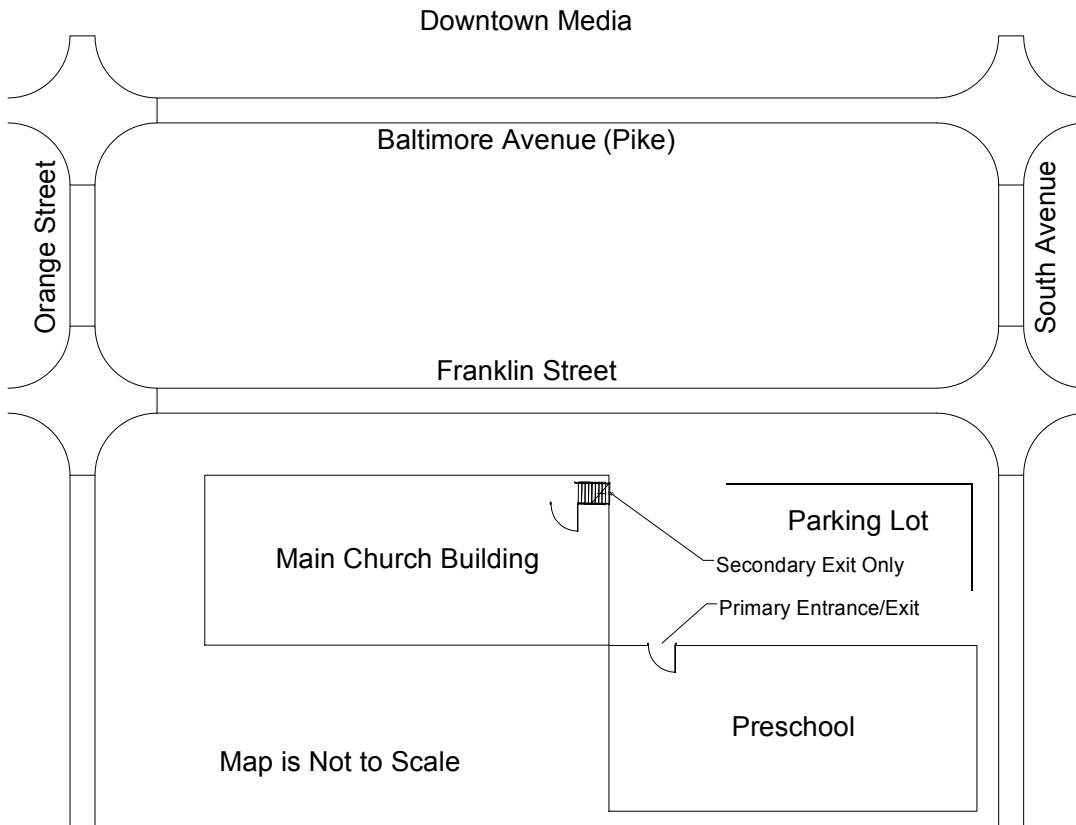 Downtown Media
Baltimore Avenue (Pike)
Orange Street
South Avenue
Franklin Street
Parking Lot
Main Church Building
Secondary Exit Only
Primary Entrance/Exit
Preschool
Map is Not to Scale